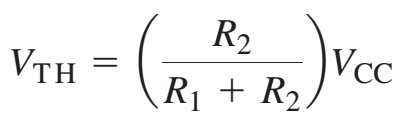 V_TH = (R_2 / (R_1 + R_2)) V_CC